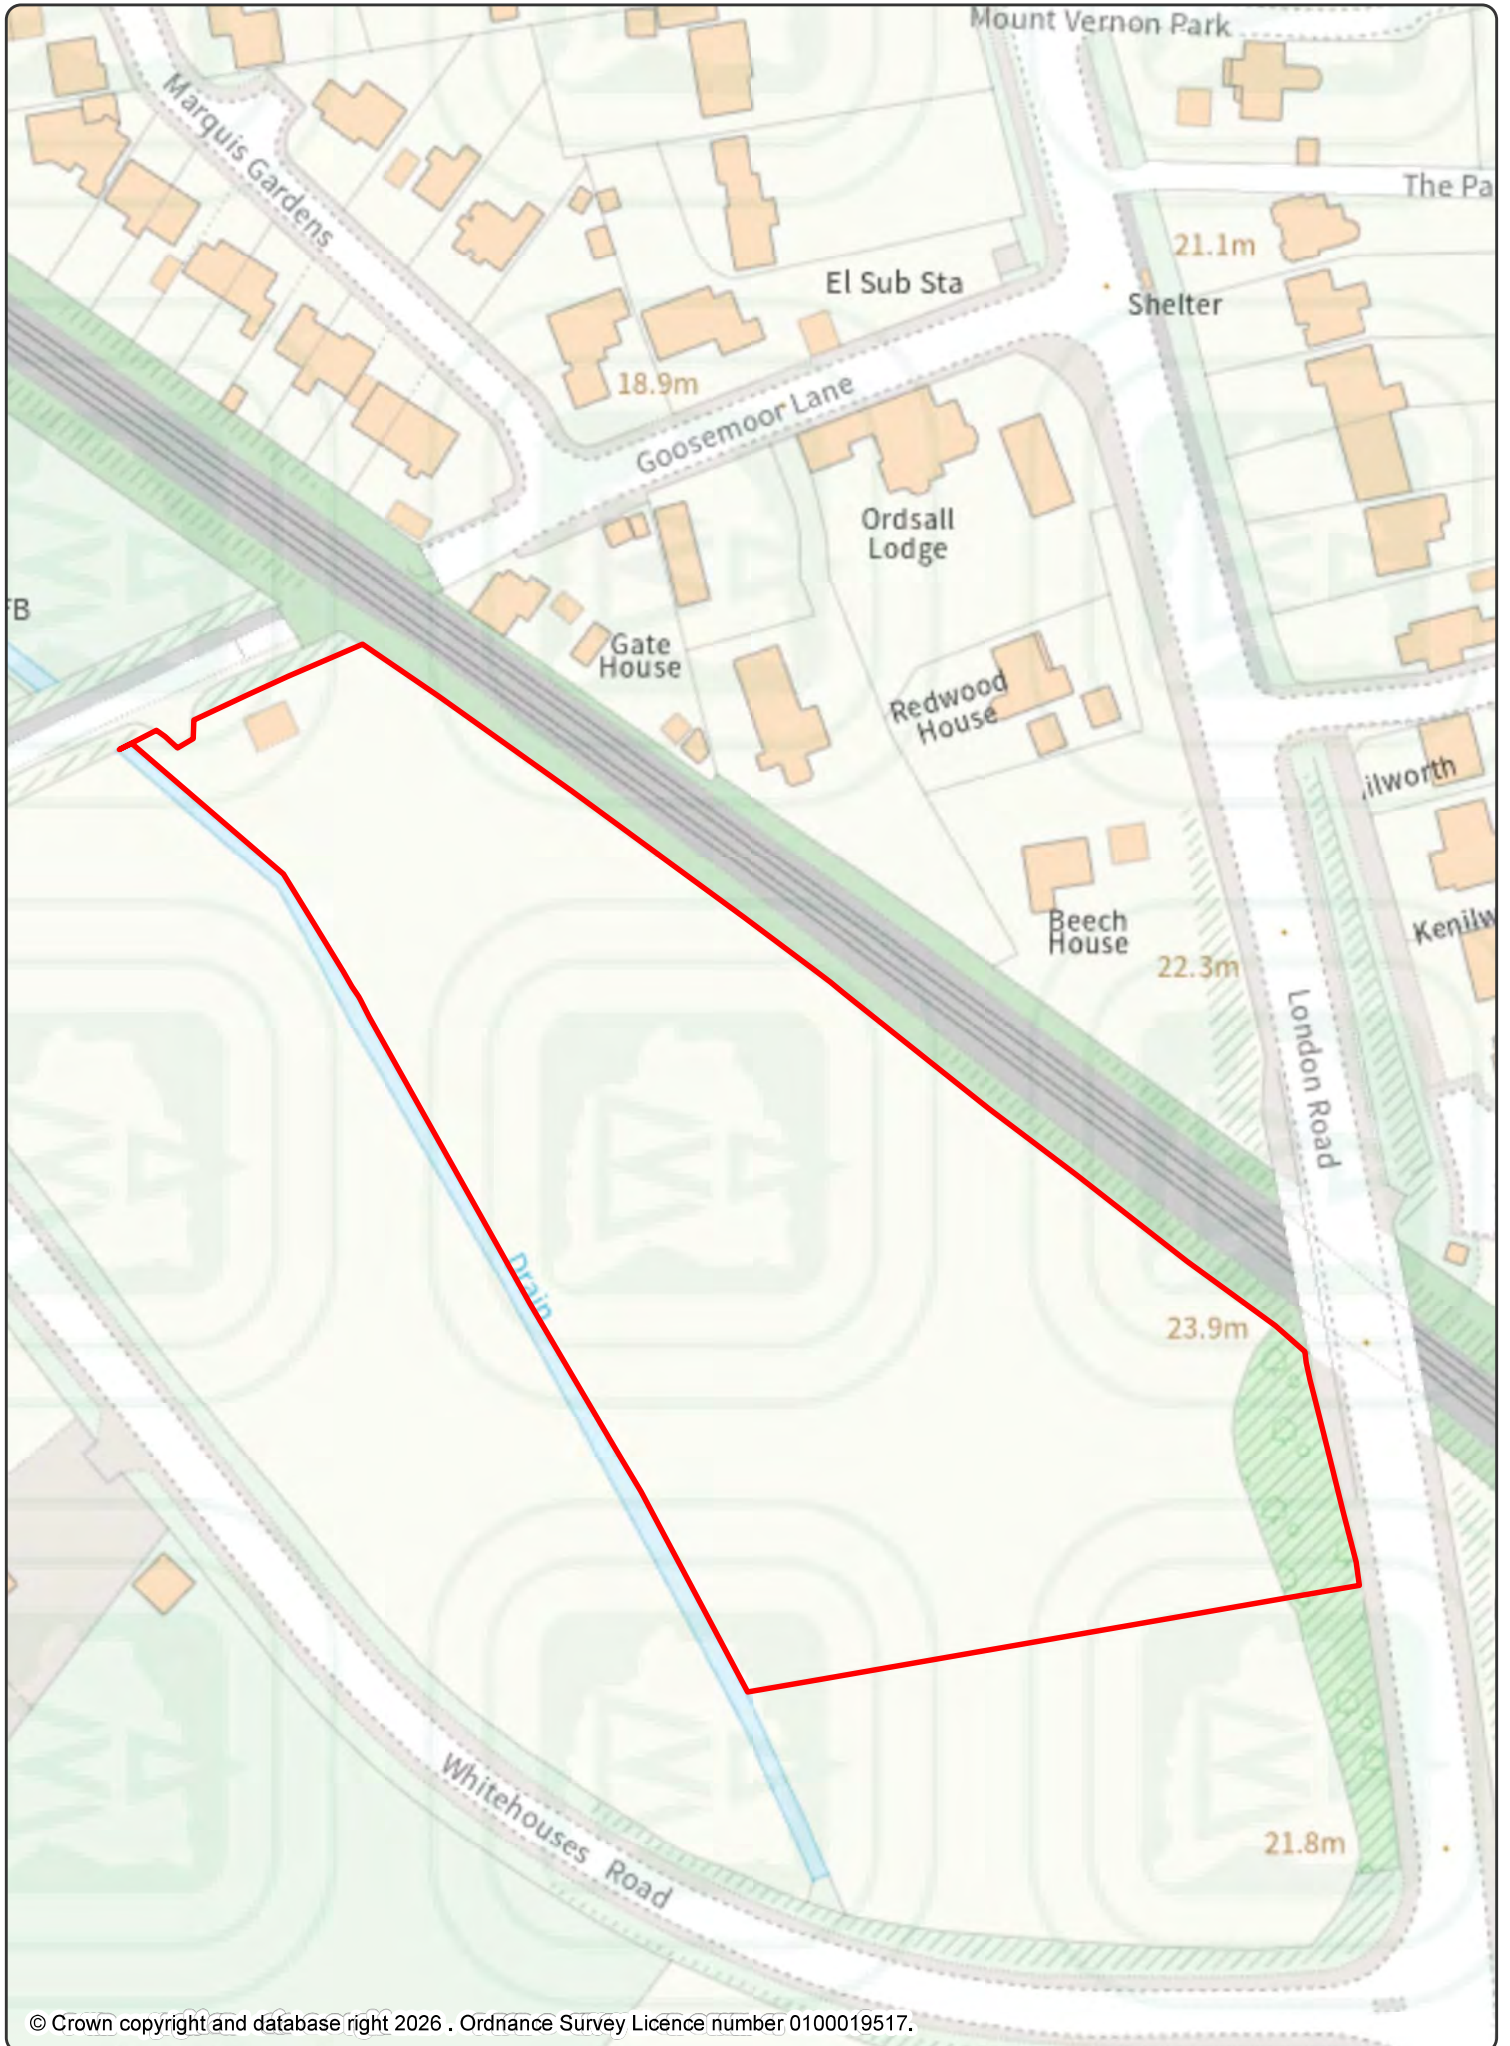 Mount Vernon Park
Marquis Gardens
The Pa
21.1m
El Sub Sta
Shelter
18.9m
Goosemoor Lane
Ordsall
Lodge
FB
Gate
House
Redwood
House
ilworth
Beech
House
Kenilw
22.3m
London Road
Drain
23.9m
Whitehouses Road
21.8m
© Crown copyright and database right 2026 . Ordnance Survey Licence number 0100019517.